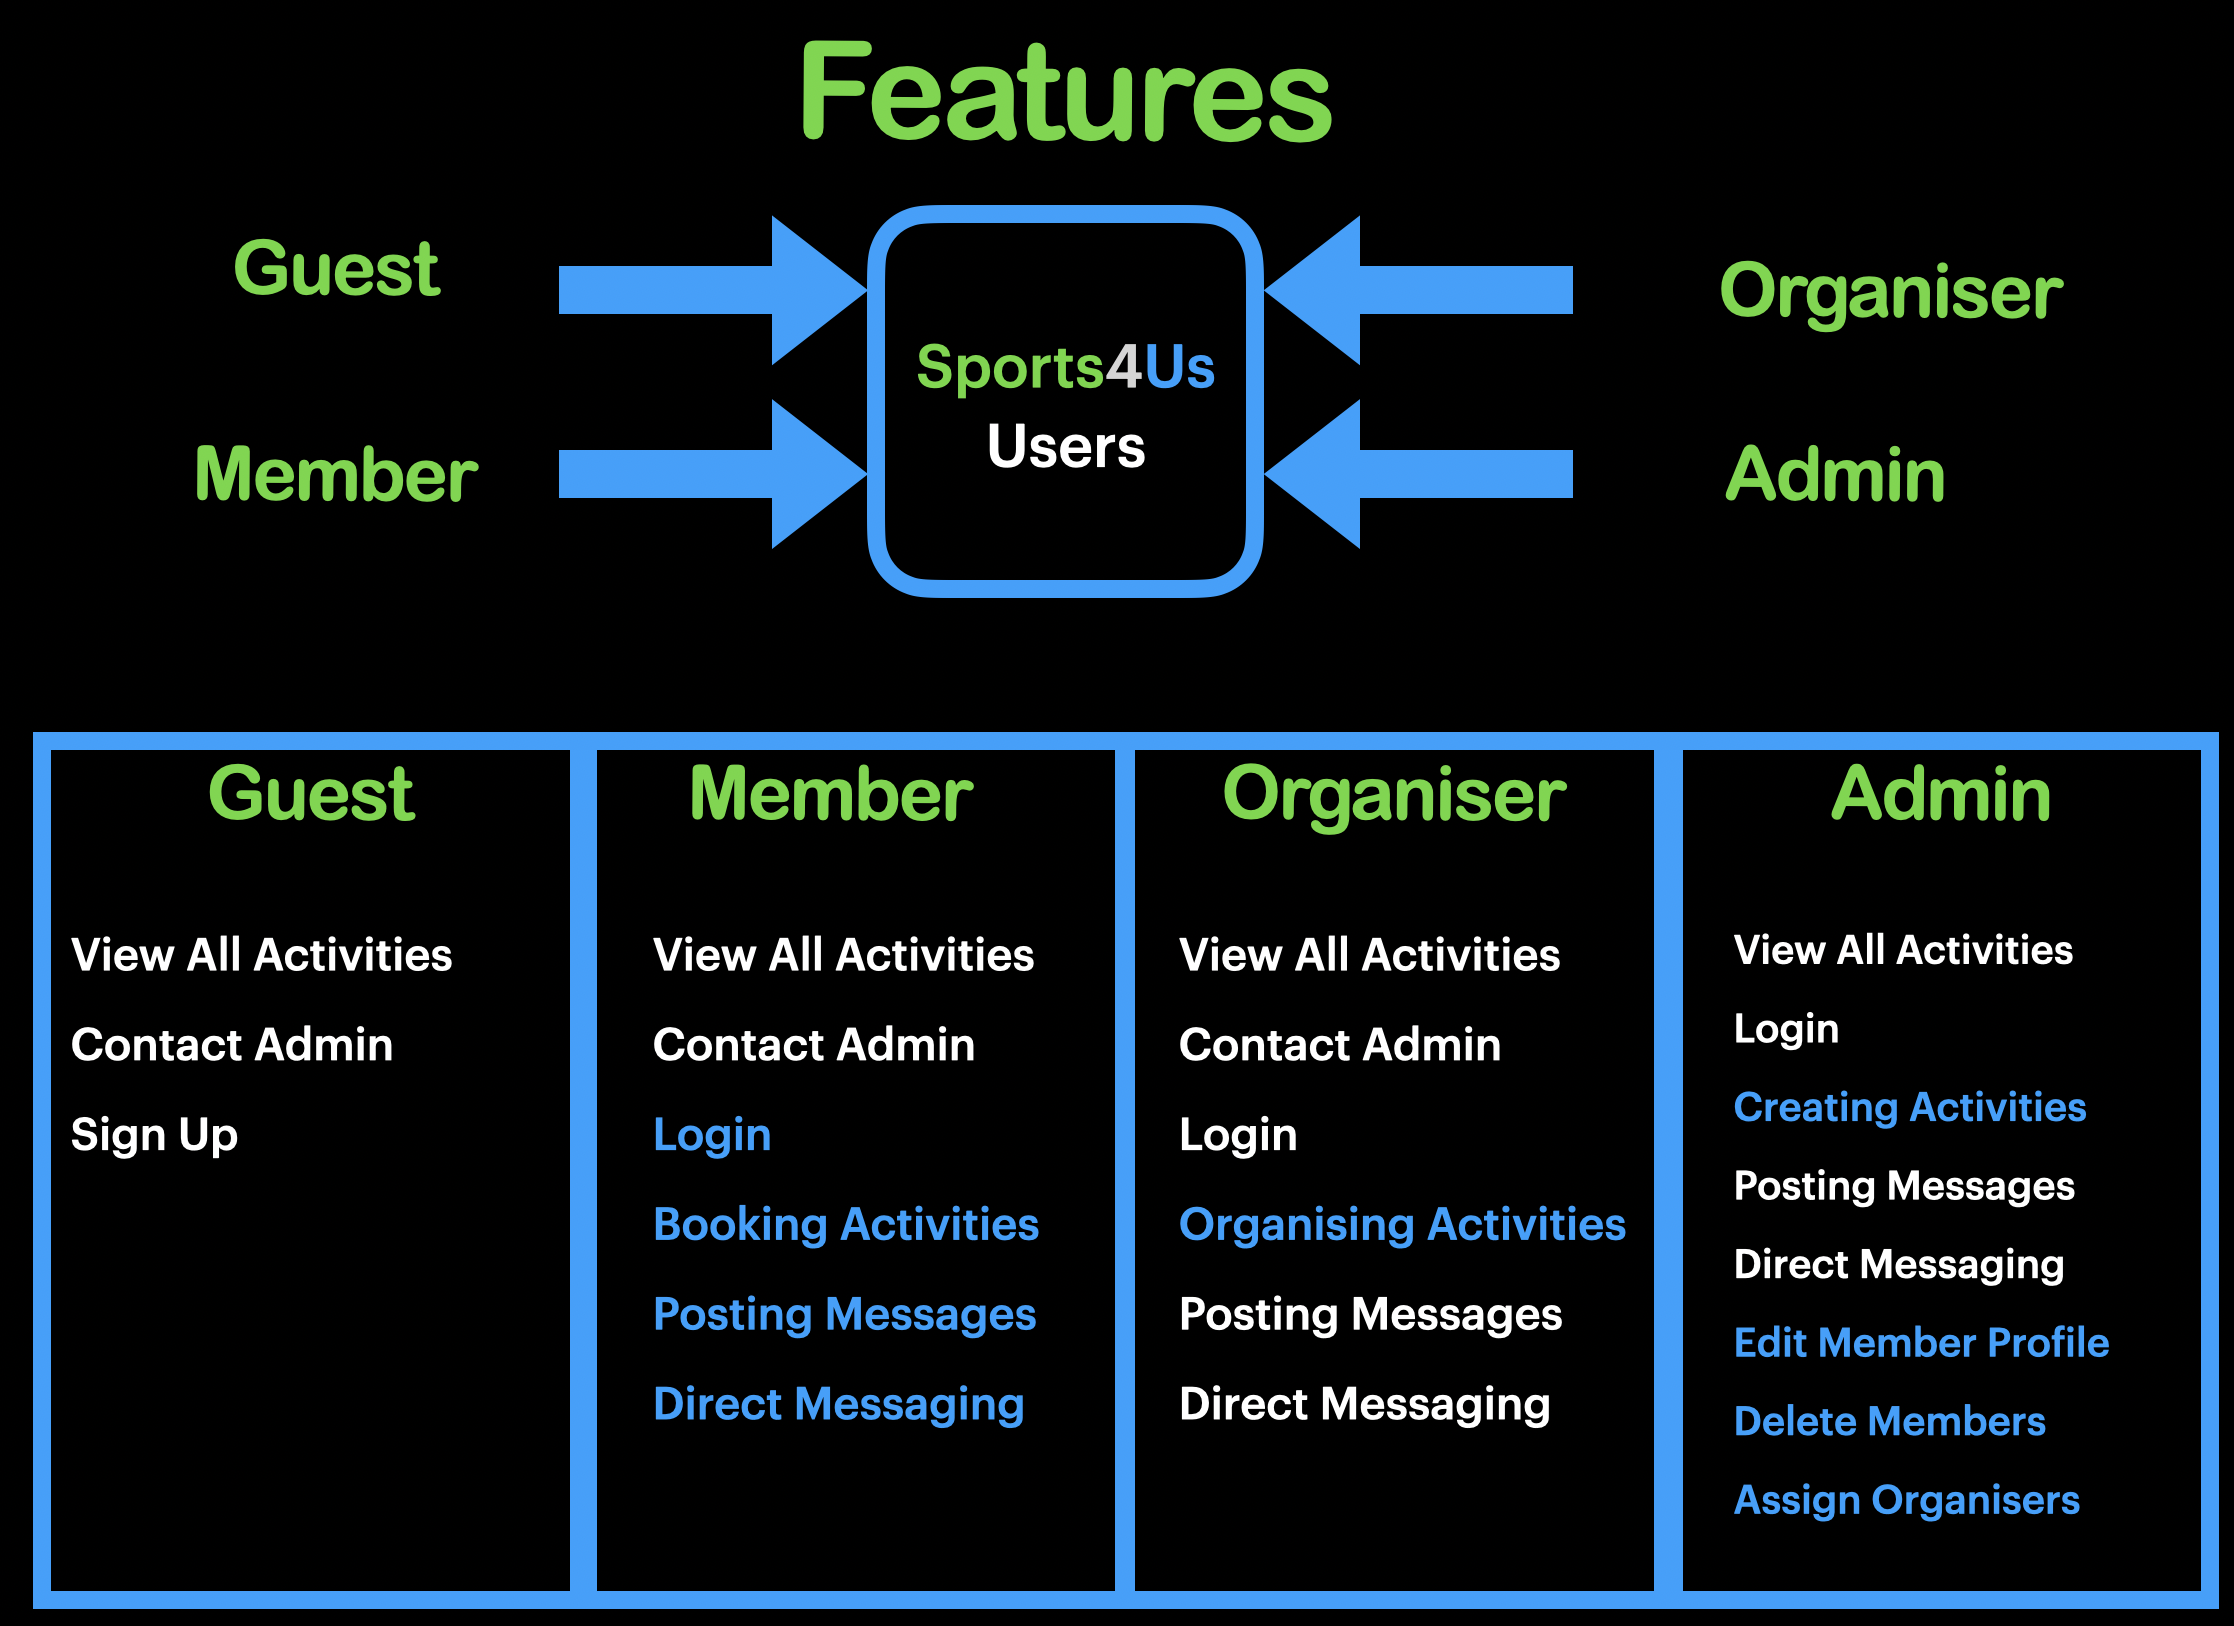 Features
Guest
Member
Sports4Us
Users
Organiser
Admin
Guest
View All Activities
Contact Admin
Sign Up
Member
View All Activities
Contact Admin
Login
Booking Activities
Posting Messages
Direct Messaging
Organiser
View All Activities
Contact Admin
Login
Organising Activities
Posting Messages
Direct Messaging
Admin
View All Activities
Login
Creating Activities
Posting Messages
Direct Messaging
Edit Member Profile
Delete Members
Assign Organisers